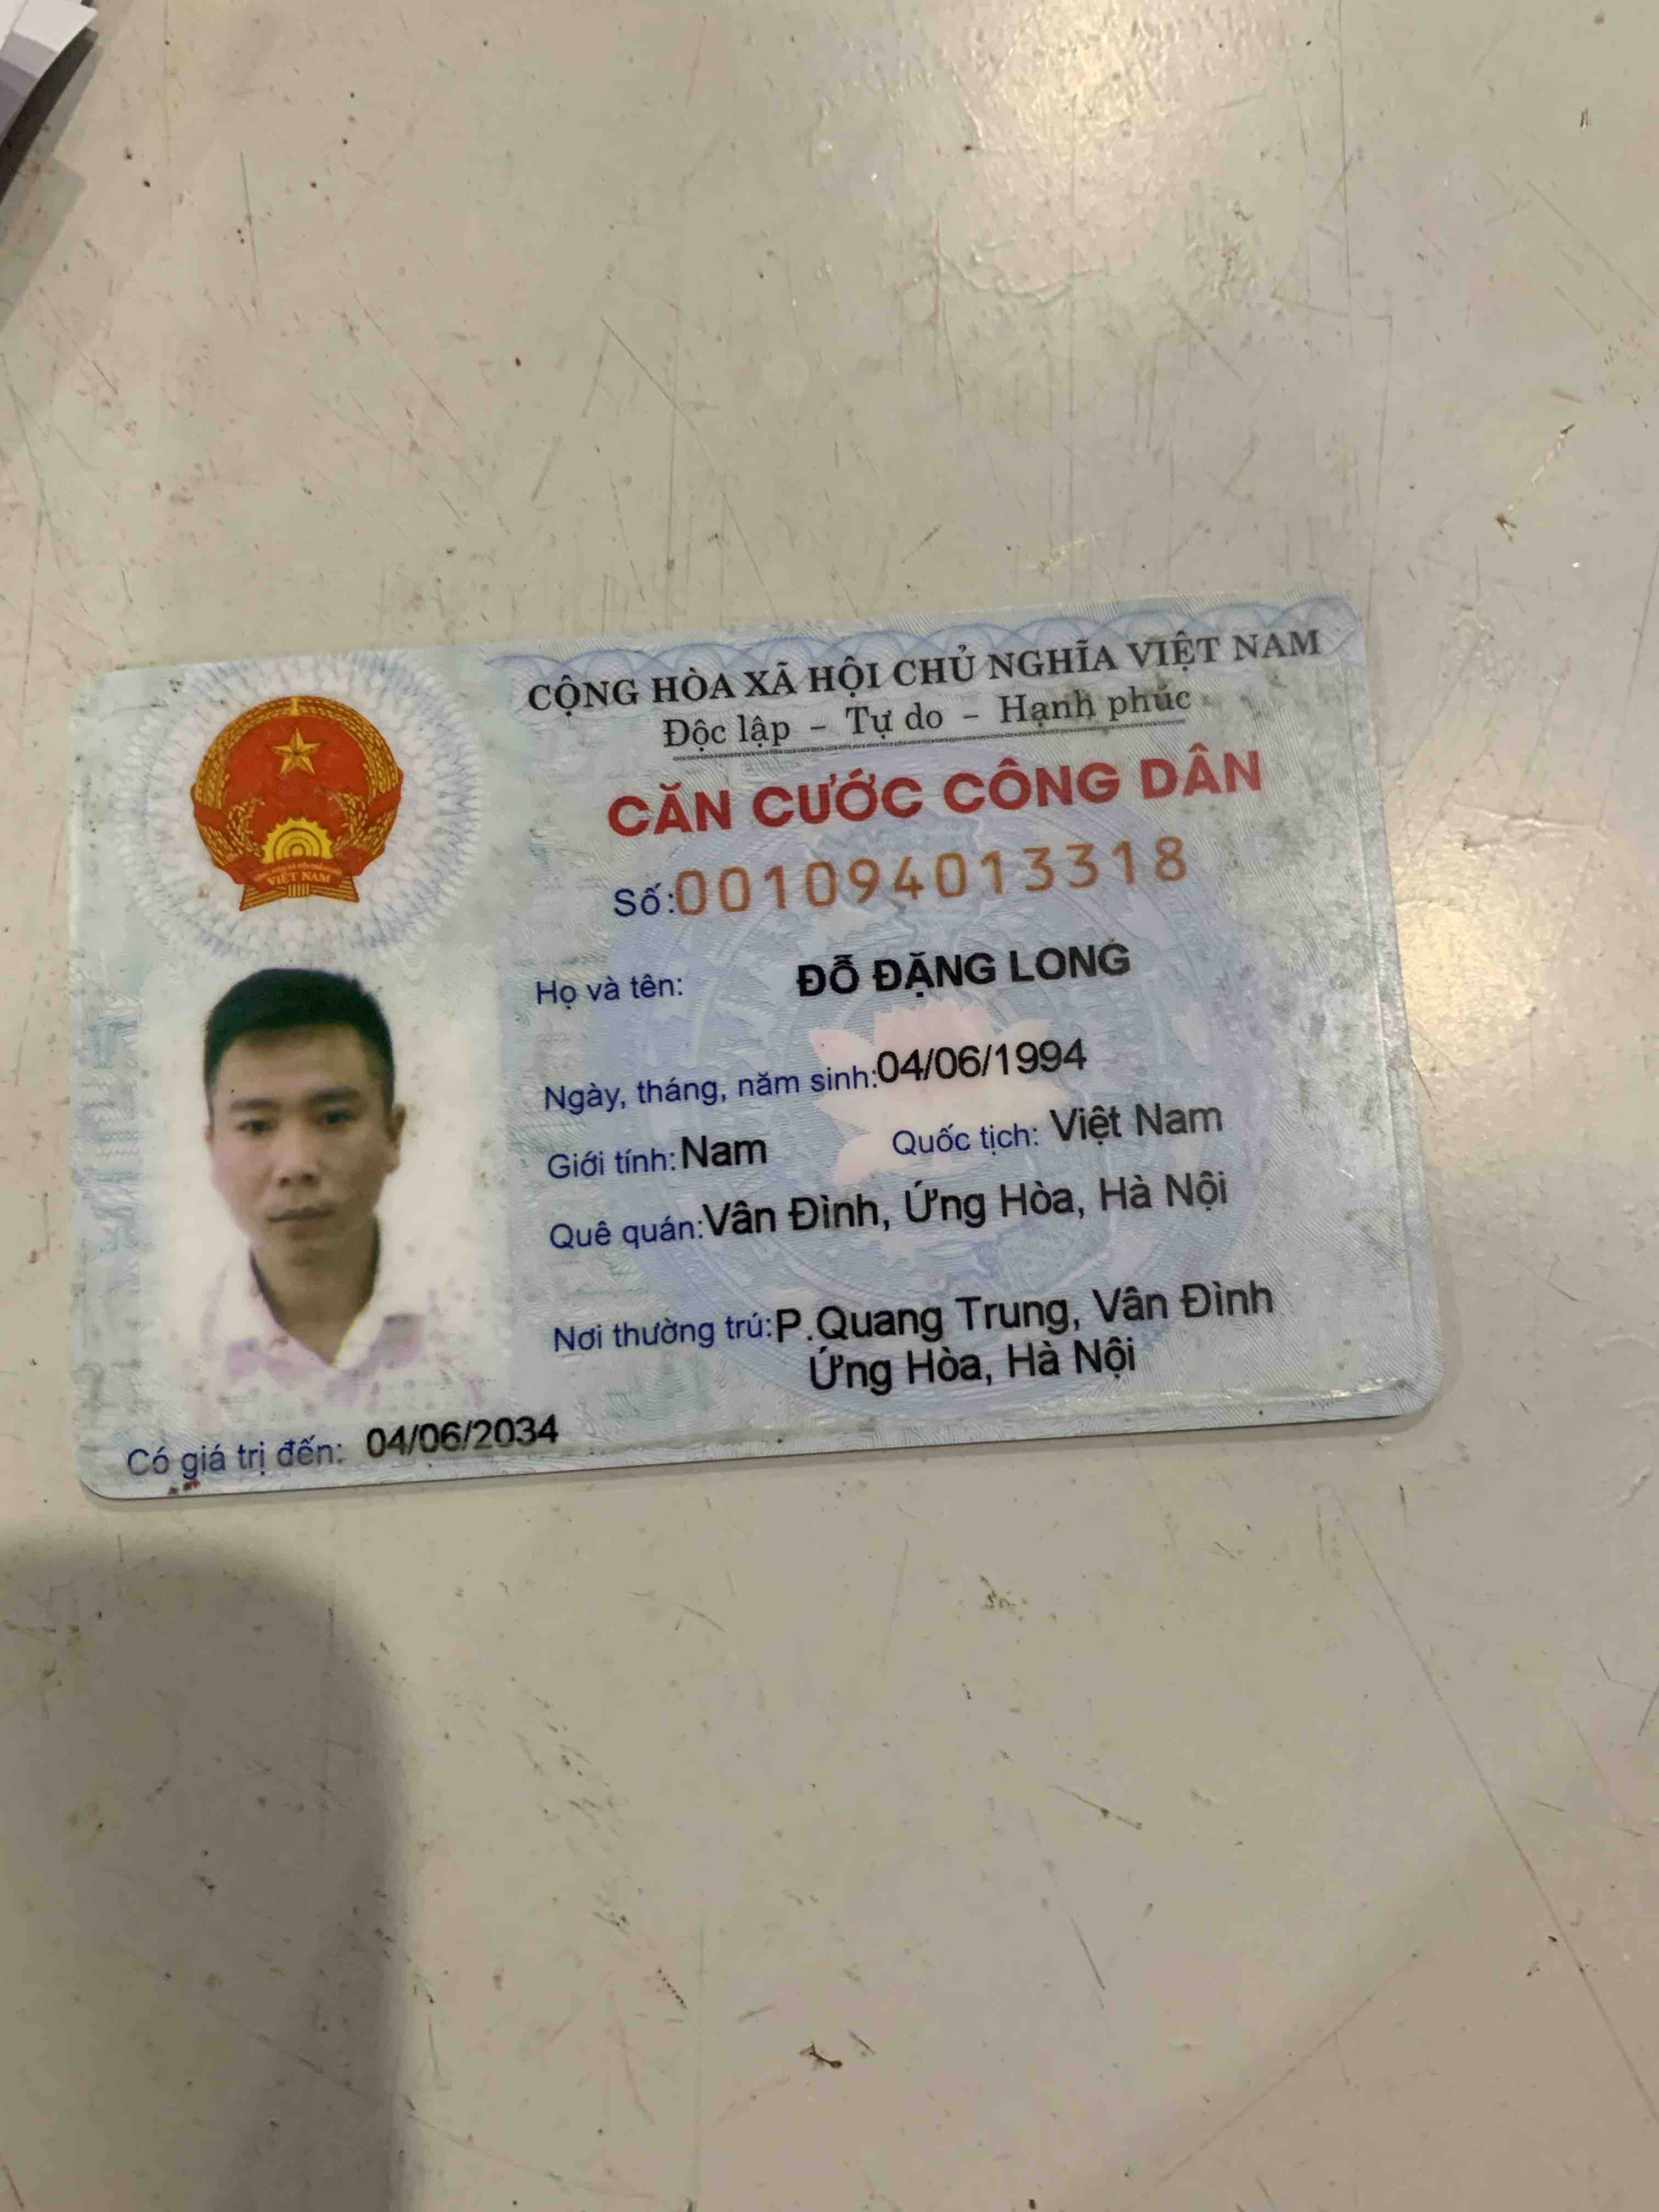 CỘNG HÒA XÃ HỘI CHỦ NGHĨA VIỆT NAM
Độc lập - Tự do - Hạnh phúc
CĂN CƯỚC CÔNG DÂN
Số: 001094013318
Họ và tên: ĐỖ ĐẶNG LONG
Ngày, tháng, năm sinh: 04/06/1994
Giới tính: Nam Quốc tịch: Việt Nam
Quê quán: Vân Đình, Ứng Hòa, Hà Nội
Nơi thường trú: P.Quang Trung, Vân Đình
Ứng Hòa, Hà Nội
Có giá trị đến: 04/06/2034
VIỆT NAM